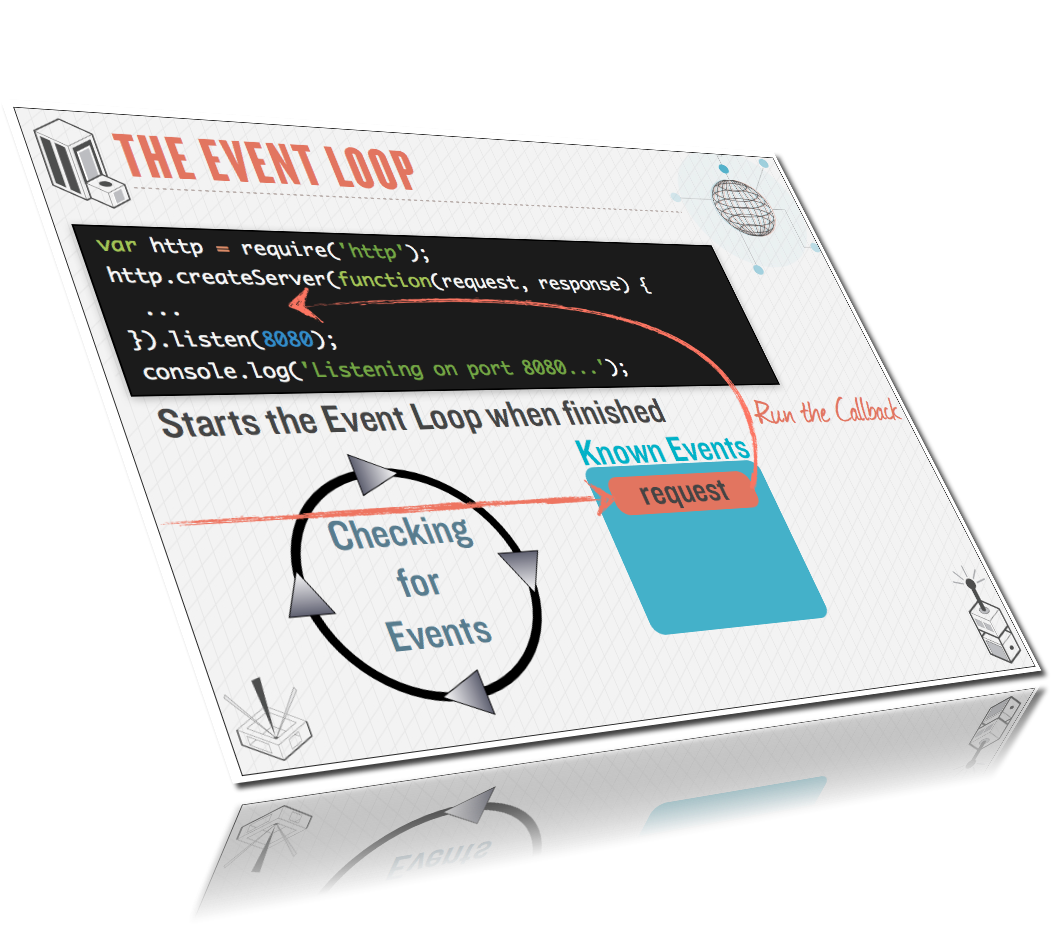 THE EVENT LOOP
var http = require('http');
http.createServer(function(request, response) {
...
}).listen(8080);
console.log('Listening on port 8080...');
Starts the Event Loop when finished
Run the Callback
Known Events
request
Checking
for
Events
Events